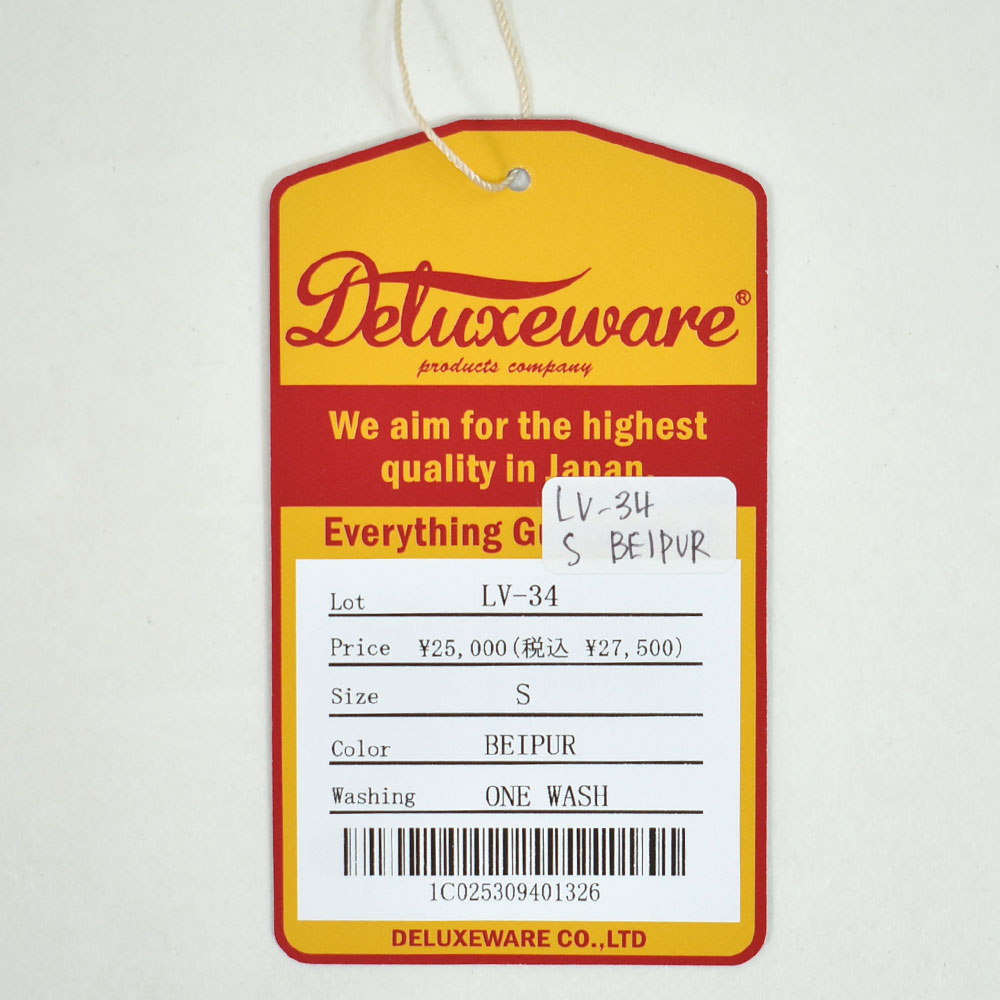 Deluxeware®
products company
We aim for the highest
quality in Japan.
Everything
LV-34
S BEIPUR
Lot LV-34
Price ¥25,000(税込 ¥27,500)
Size S
Color BEIPUR
Washing ONE WASH
1C025309401326
DELUXEWARE CO.,LTD